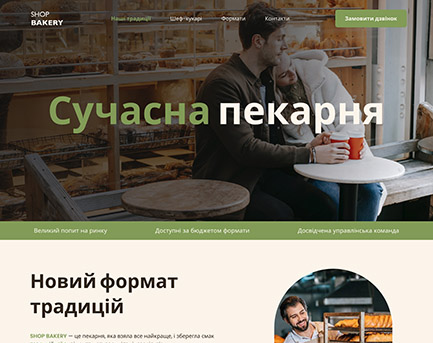 SHOP
BAKERY
Наші традиції
Шеф-кухарі
Формати
Контакти
Замовити дзвінок
Сучасна пекарня
Великий попит на ринку
Доступні за бюджетом формати
Досвідчена управлінська команда
Новий формат
традицій
SHOP BAKERY — це пекарня, яка взяла все найкраще, і зберегла смак